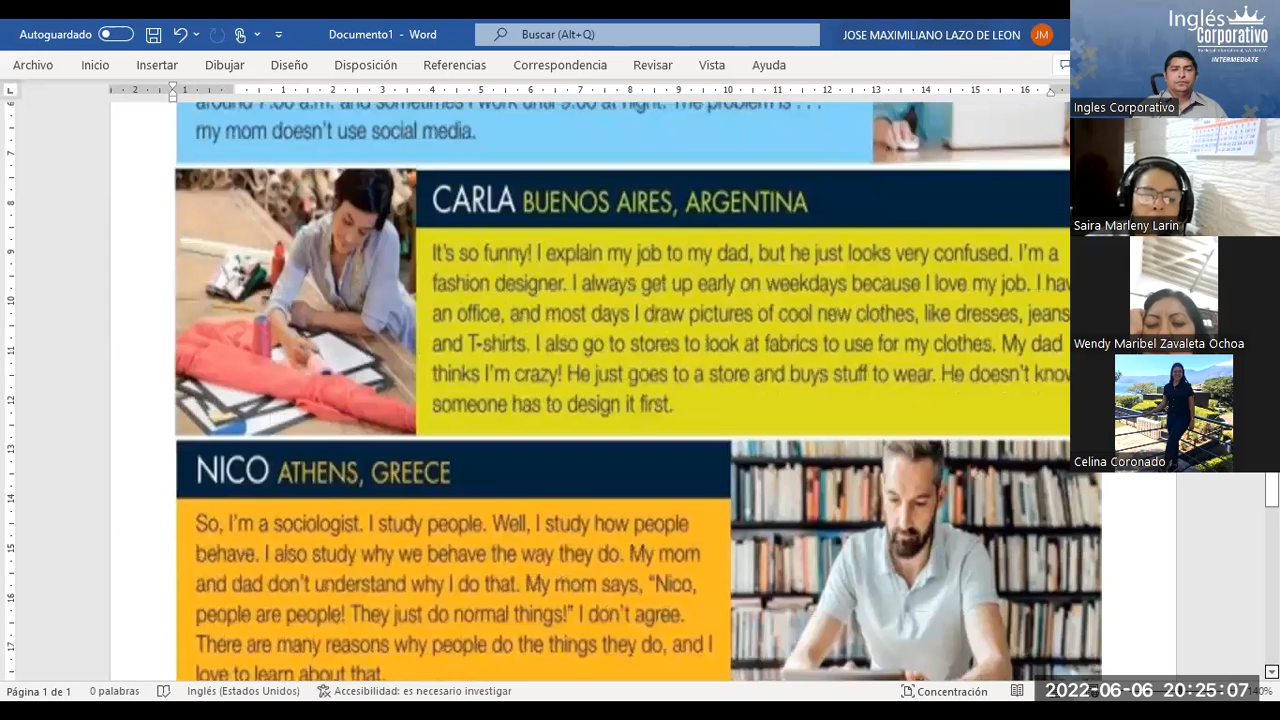 Autoguardado
Documento1 - Word
Buscar (Alt+Q)
JOSE MAXIMILIANO LAZO DE LEON
JM
Archivo
Inicio
Insertar
Dibujar
Diseño
Disposición
Referencias
Correspondencia
Revisar
Vista
Ayuda
my mom doesn't use social media.
CARLA BUENOS AIRES, ARGENTINA
It's so funny! I explain my job to my dad, but he just looks very confused. I'm a
fashion designer. I always get up early on weekdays because I love my job. I hav
an office, and most days I draw pictures of cool new clothes, like dresses, jeans
and T-shirts. I also go to stores to look at fabrics to use for my clothes. My dad
thinks I'm crazy! He just goes to a store and buys stuff to wear. He doesn't know
someone has to design it first.
NICO ATHENS, GREECE
So, I'm a sociologist. I study people. Well, I study how people
behave. I also study why we behave the way they do. My mom
and dad don't understand why I do that. My mom says, “Nico,
people are people! They just do normal things!” I don't agree.
There are many reasons why people do the things they do, and I
love to learn about that.
Página 1 de 1
0 palabras
Inglés (Estados Unidos)
Accesibilidad: es necesario investigar
Concentración
140%
2022-06-06 20:25:07
Inglés
Corporativo
INTERMEDIATE
Ingles Corporativo
Saira Marleny Larin
Wendy Maribel Zavaleta Ochoa
Celina Coronado